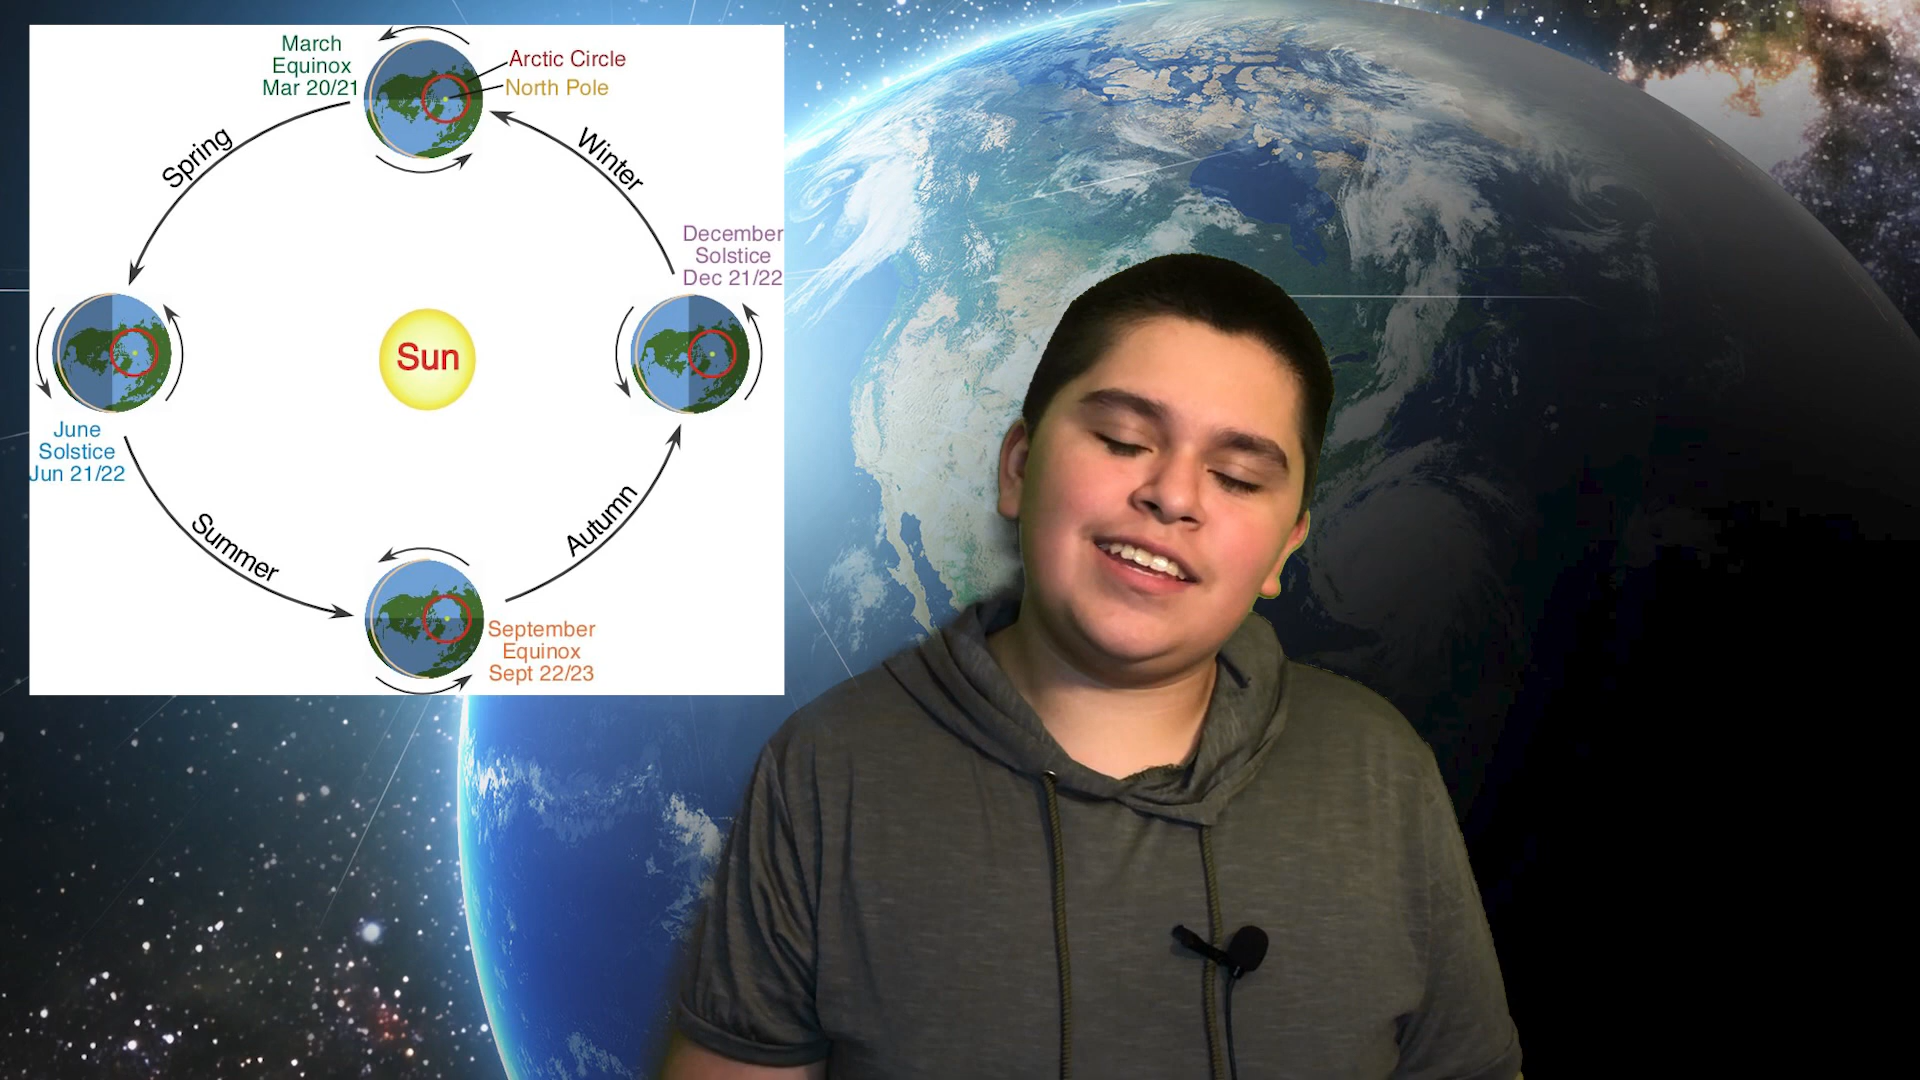 March
Equinox
Mar 20/21
Arctic Circle
North Pole
Spring
Winter
December
Solstice
Dec 21/22
Sun
June
Solstice
Jun 21/22
Summer
Autumn
September
Equinox
Sept 22/23